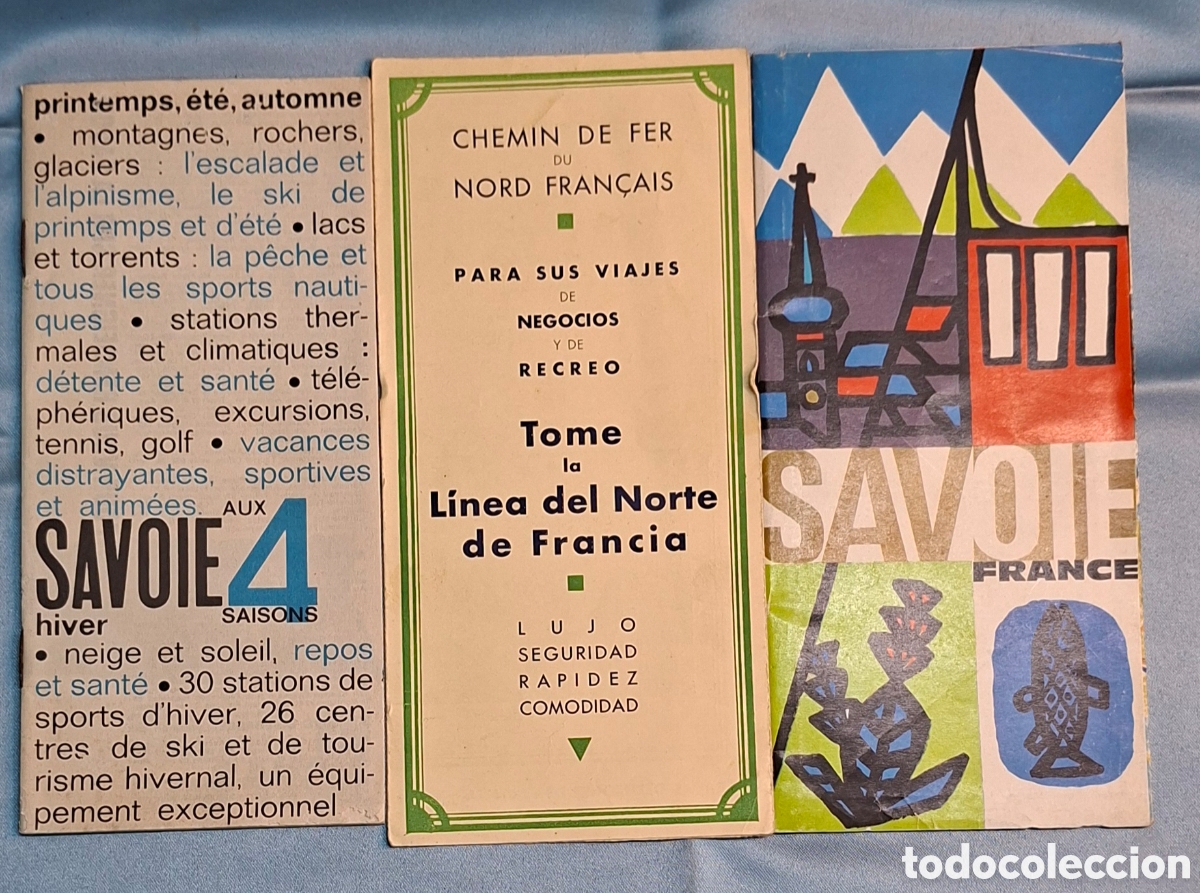 printemps, été, automne
• montagnes, rochers,
glaciers : l'escalade et
l'alpinisme, le ski de
printemps et d'été • lacs
et torrents : la pêche et
tous les sports nauti-
ques • stations ther-
males et climatiques :
détente et santé • télé-
phériques, excursions,
tennis, golf • vacances
distrayantes, sportives
et animées.
AUX
SAVOIE 4
SAISONS
hiver
• neige et soleil, repos
et santé • 30 stations de
sports d'hiver, 26 cen-
tres de ski et de tou-
risme hivernal, un équi-
pement exceptionnel
CHEMIN DE FER
DU
NORD FRANÇAIS
PARA SUS VIAJES
DE
NEGOCIOS
Y DE
RECREO
Tome
la
Línea del Norte
de Francia
LUJO
SEGURIDAD
RAPIDEZ
COMODIDAD
SAVOIE
FRANCE
todocoleccion